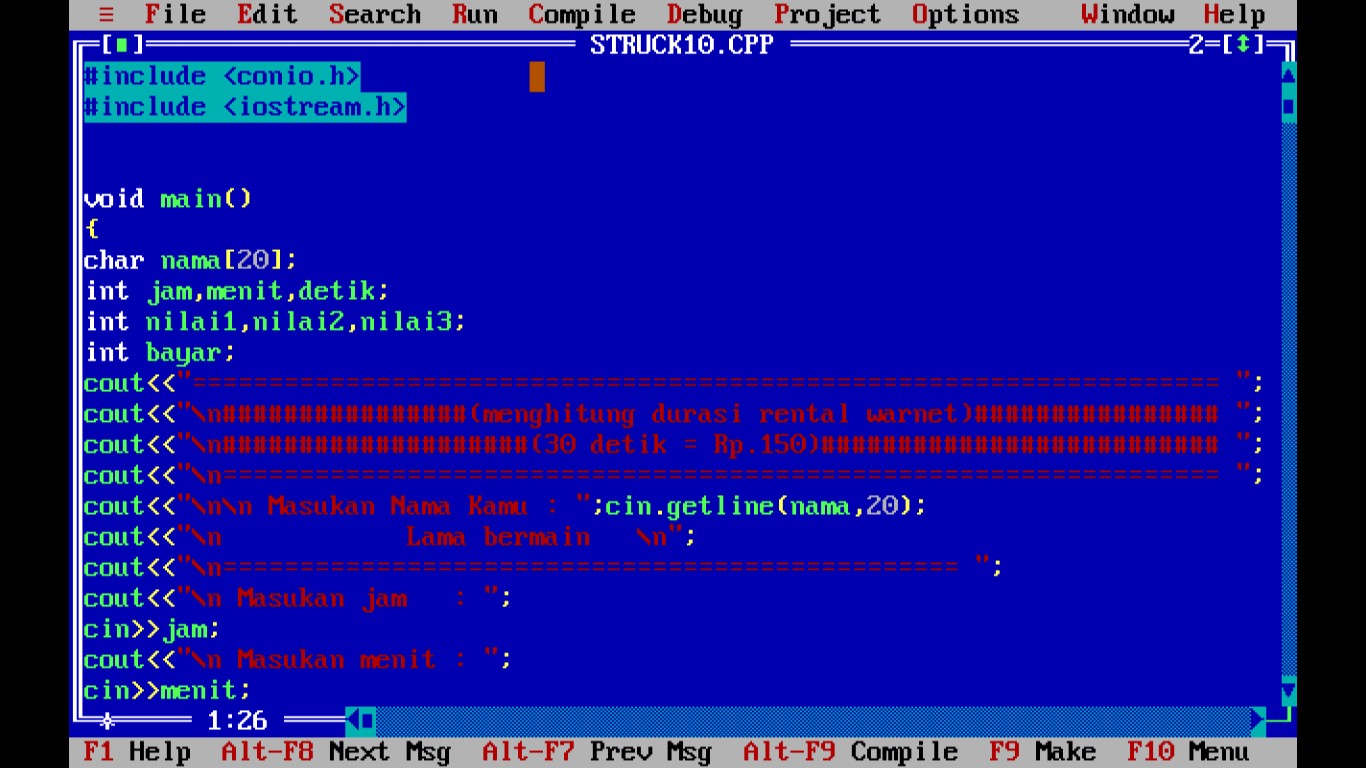 ≡ File Edit Search Run Compile Debug Project Options Window Help
[■] STRUCK10.CPP 2=[↕]
#include <conio.h>
#include <iostream.h>
void main()
{
char nama[20];
int jam,menit,detik;
int nilai1,nilai2,nilai3;
int bayar;
cout<<"=================================================================== ";
cout<<"\n################(menghitung durasi rental warnet)################ ";
cout<<"\n####################(30 detik = Rp.150)########################## ";
cout<<"\n================================================================= ";
cout<<"\n\n Masukan Nama Kamu : ";cin.getline(nama,20);
cout<<"\n            Lama bermain   \n";
cout<<"\n================================================ ";
cout<<"\n Masukan jam   : ";
cin>>jam;
cout<<"\n Masukan menit : ";
cin>>menit;
1:26
F1 Help Alt-F8 Next Msg Alt-F7 Prev Msg Alt-F9 Compile F9 Make F10 Menu